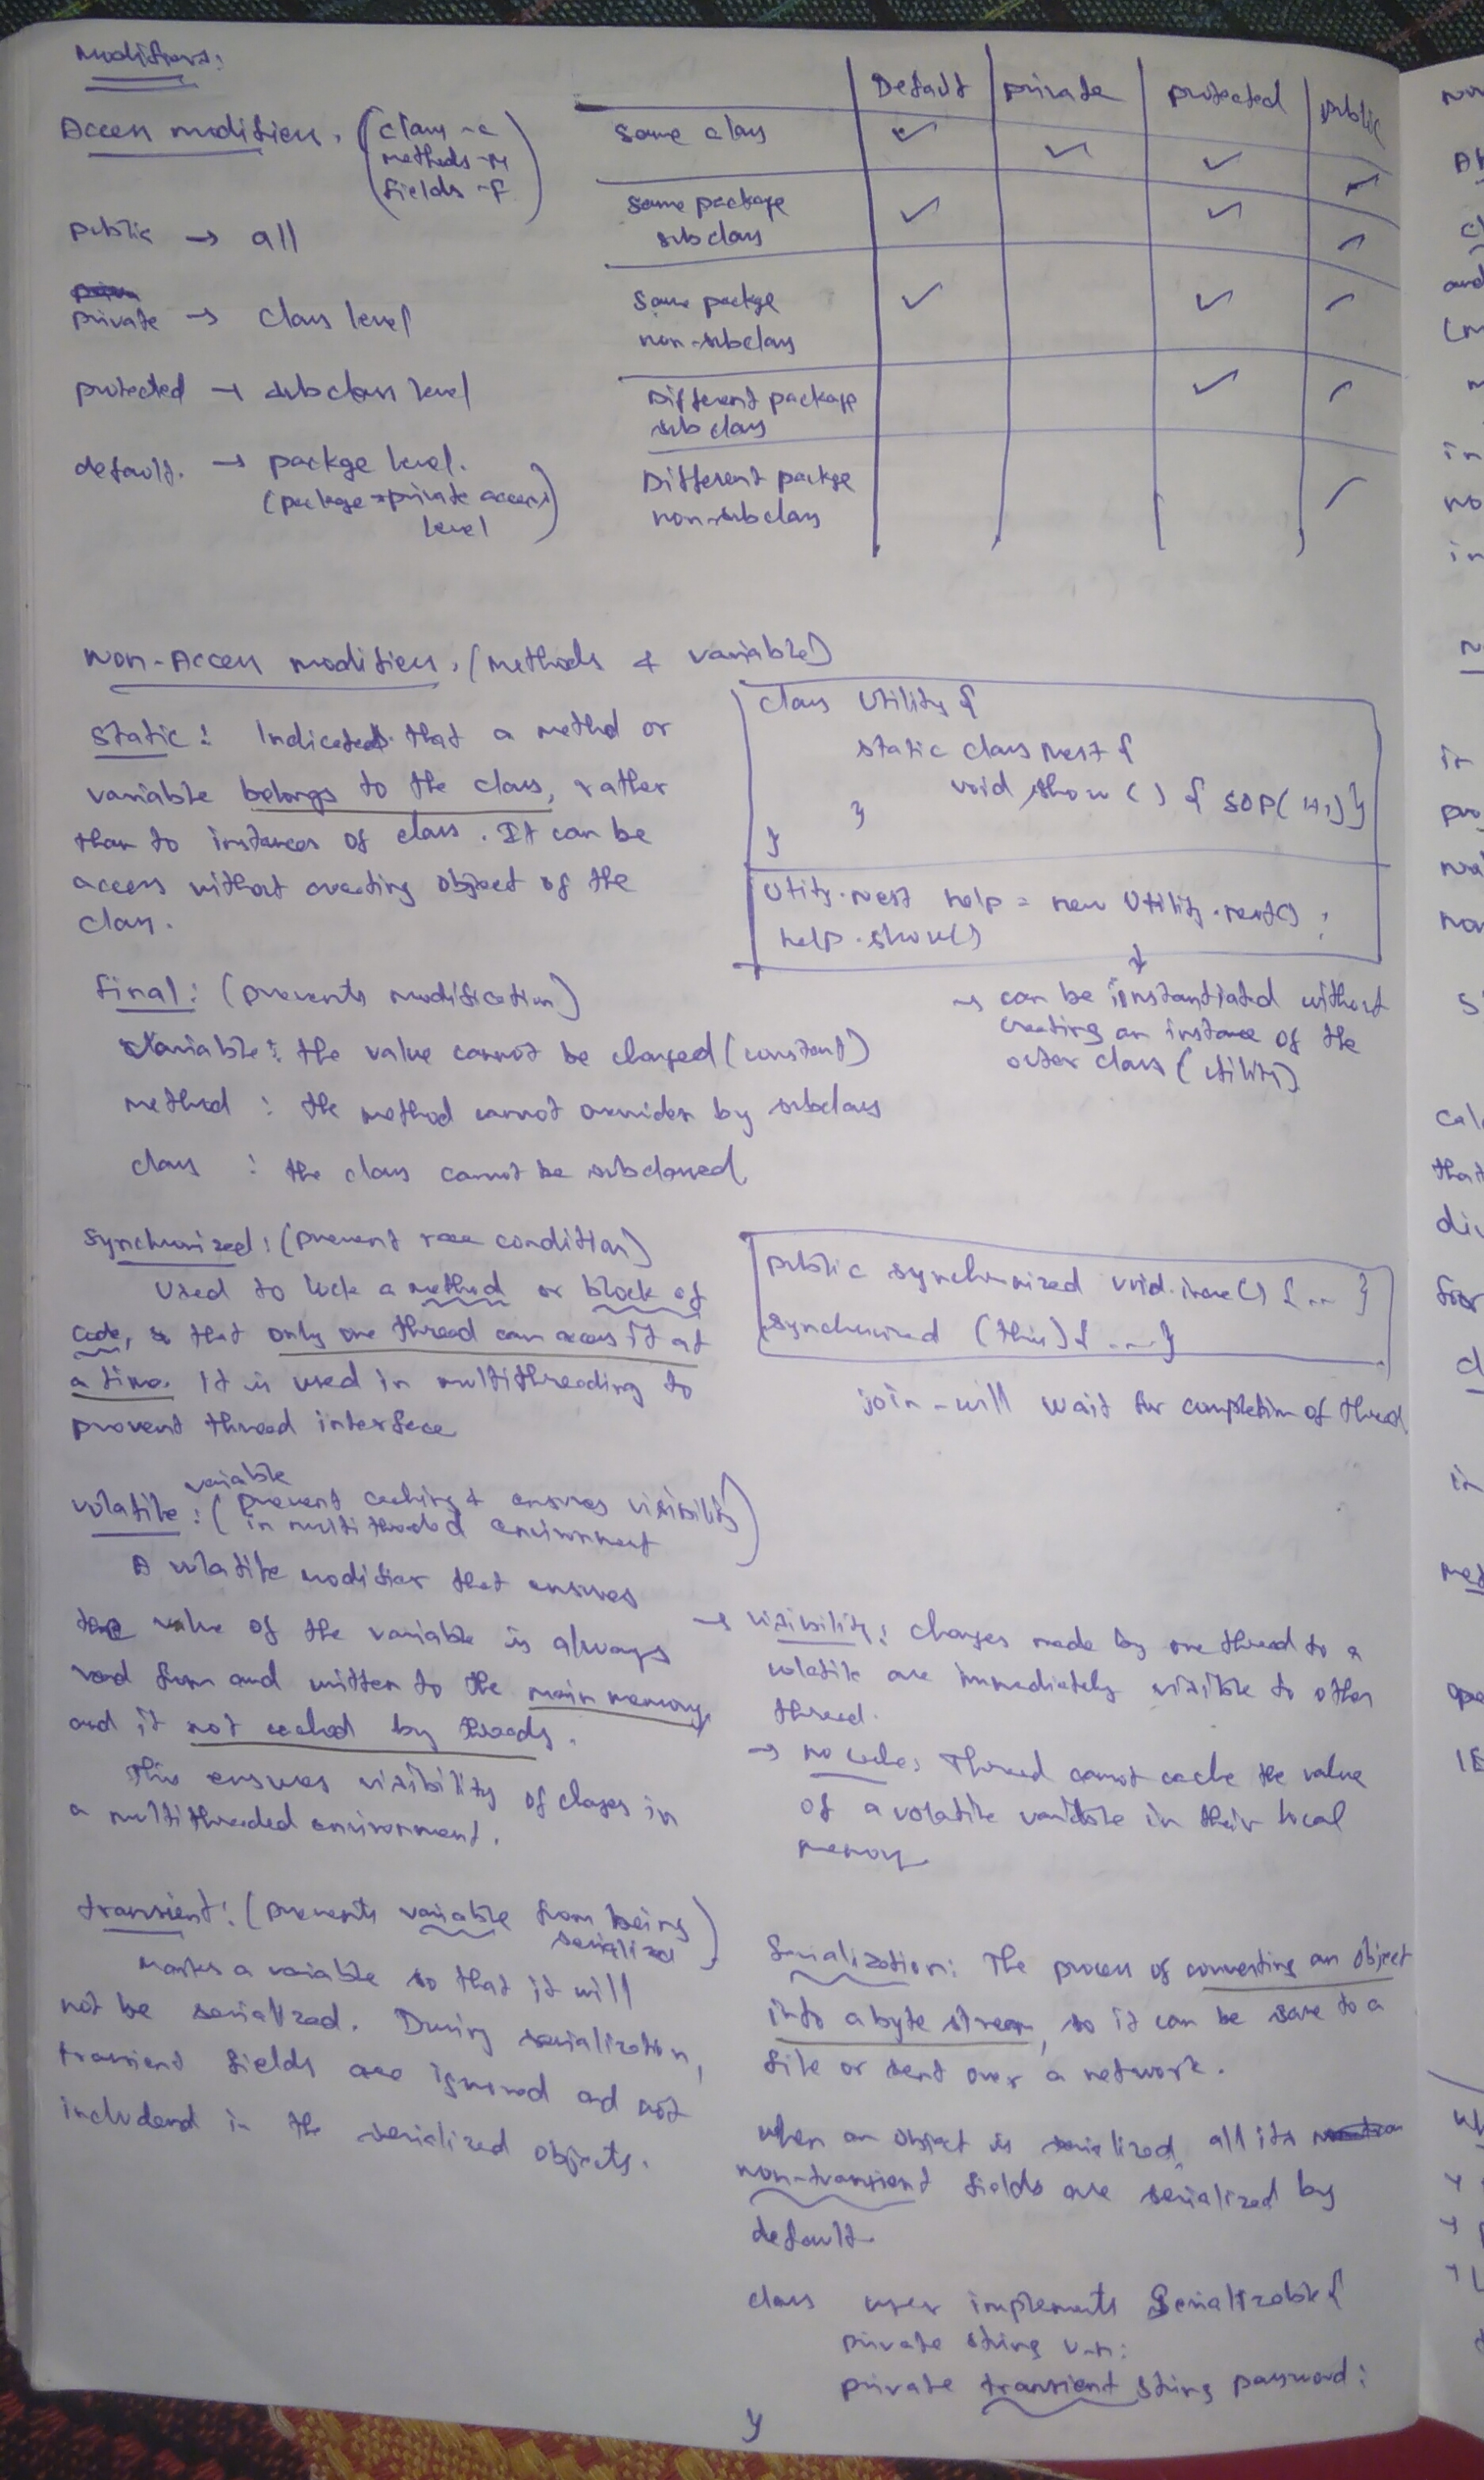 Modifiers:
Access modifiers. (class - c
methods - M
fields - F)
public → all
private → class level
protected → subclass level
default. → packge level.
(package-private access
level)
Default private protected public
same class ✓ ✓ ✓ ✓
same package ✓ ✓ ✓
subclass
same packge ✓ ✓ ✓
non-subclass
Different package ✓ ✓
sub class
Different packge ✓
non-subclass
Non-Access modifiers. (methods & variable)
static: Indicated that a method or
variable belongs to the class, rather
than to instances of class. It can be
access without creating object of the
class.
class Utility {
static class Nest {
void show () { SOP( Hi) }
}
}
Utity.Nest help = new Utility.nest() ;
help.show()
→ can be instantiated without
creating an instance of the
outer class (utility)
final: (prevents modification)
variable: the value cannot be changed (constant)
method : the method cannot overriden by subclass
class : the class cannot be subclassed
Synchronized: (prevent race condition)
Used to lock a method or block of
code, so that only one thread can access it at
a time. It is used in multithreading to
prevent thread interface
public synchronized void increc() { ... }
synchronized (this) { ... }
join - will wait for completion of thread
variable
volatile: (prevent caching & ensures visibility
in multithreaded environment)
A volatile modifier that ensures
the value of the variable is always
read from and written to the main memory,
and it not cached by threads.
This ensures visibility of changes in
a multithreaded environment.
→ visibility: changes made by one thread to a
volatile are immediately visible to other
thread.
→ no cache: Thread cannot cache the value
of a volatile variable in their local
memory
transient: (prevents variable from being
serialized)
Marks a variable so that it will
not be serialized. During serialization,
transient fields are ignored and not
includend in the serialized objects.
Serialization: The process of converting an object
into a byte stream, so it can be save to a
file or sent over a network.
when an object is serialized, all its
non-transient fields are serialized by
default
class user implements Serializable {
private string u-n;
private transient string password;
}